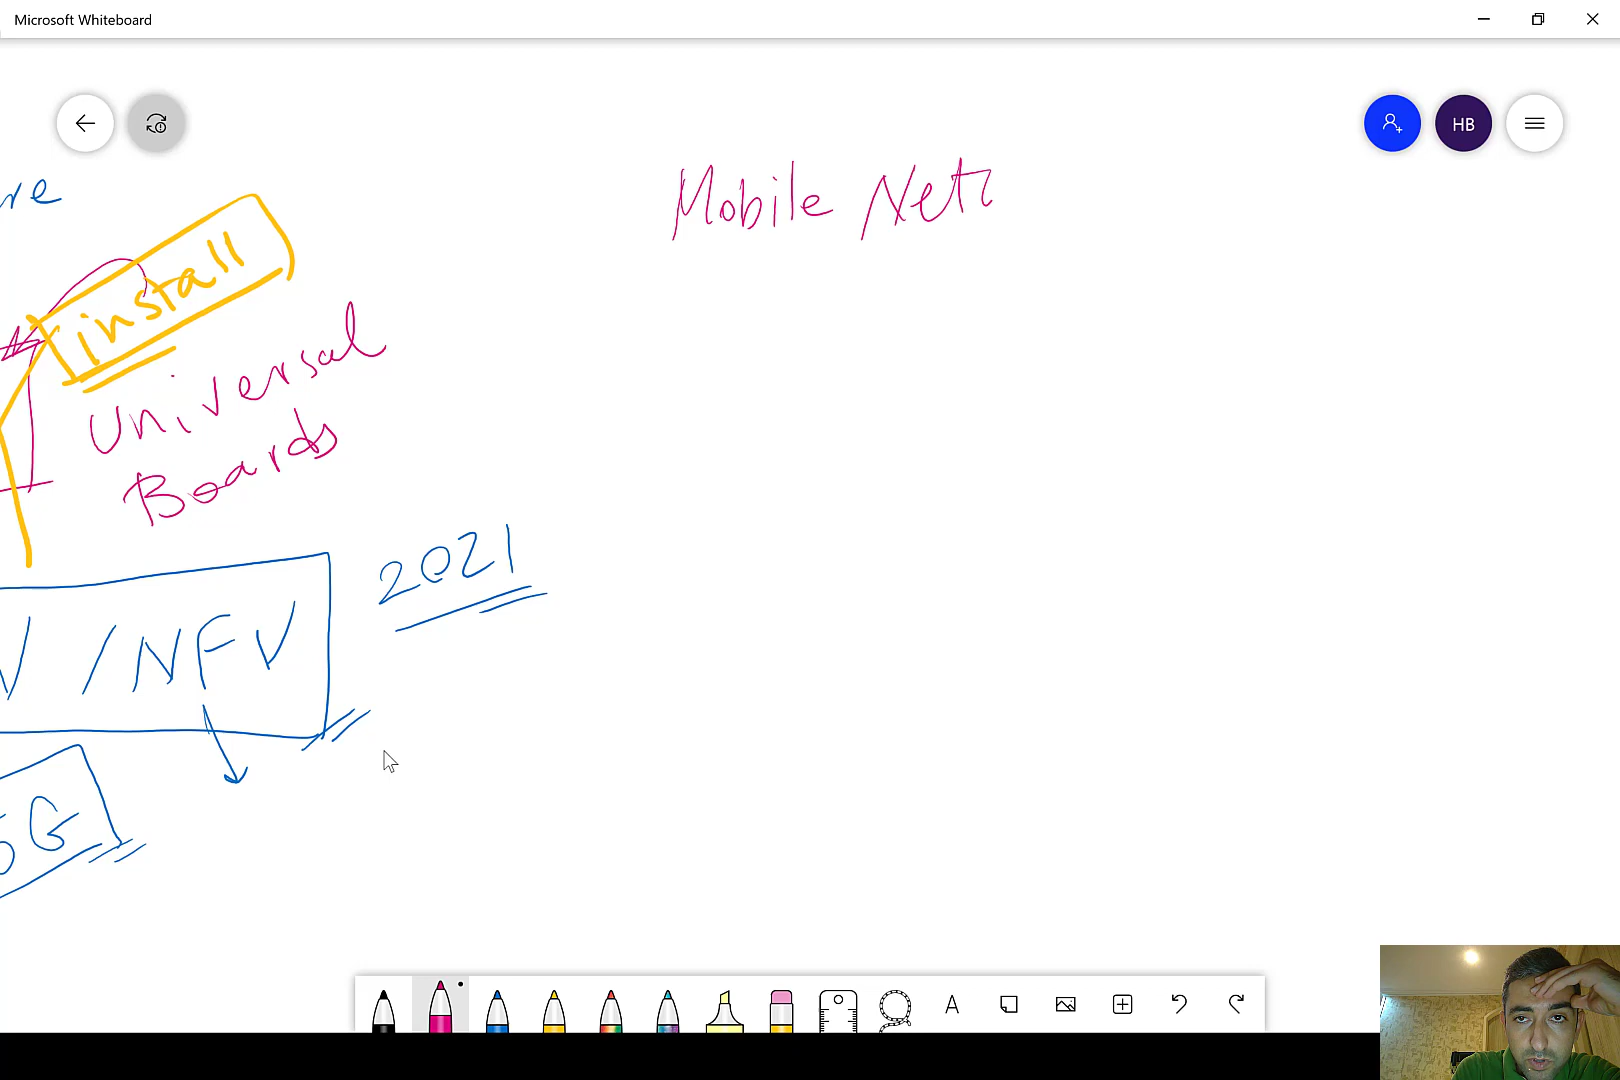 Microsoft Whiteboard
HB
re
Mobile Netw
install
Universal
Boards
2021
/NFV
5G
A